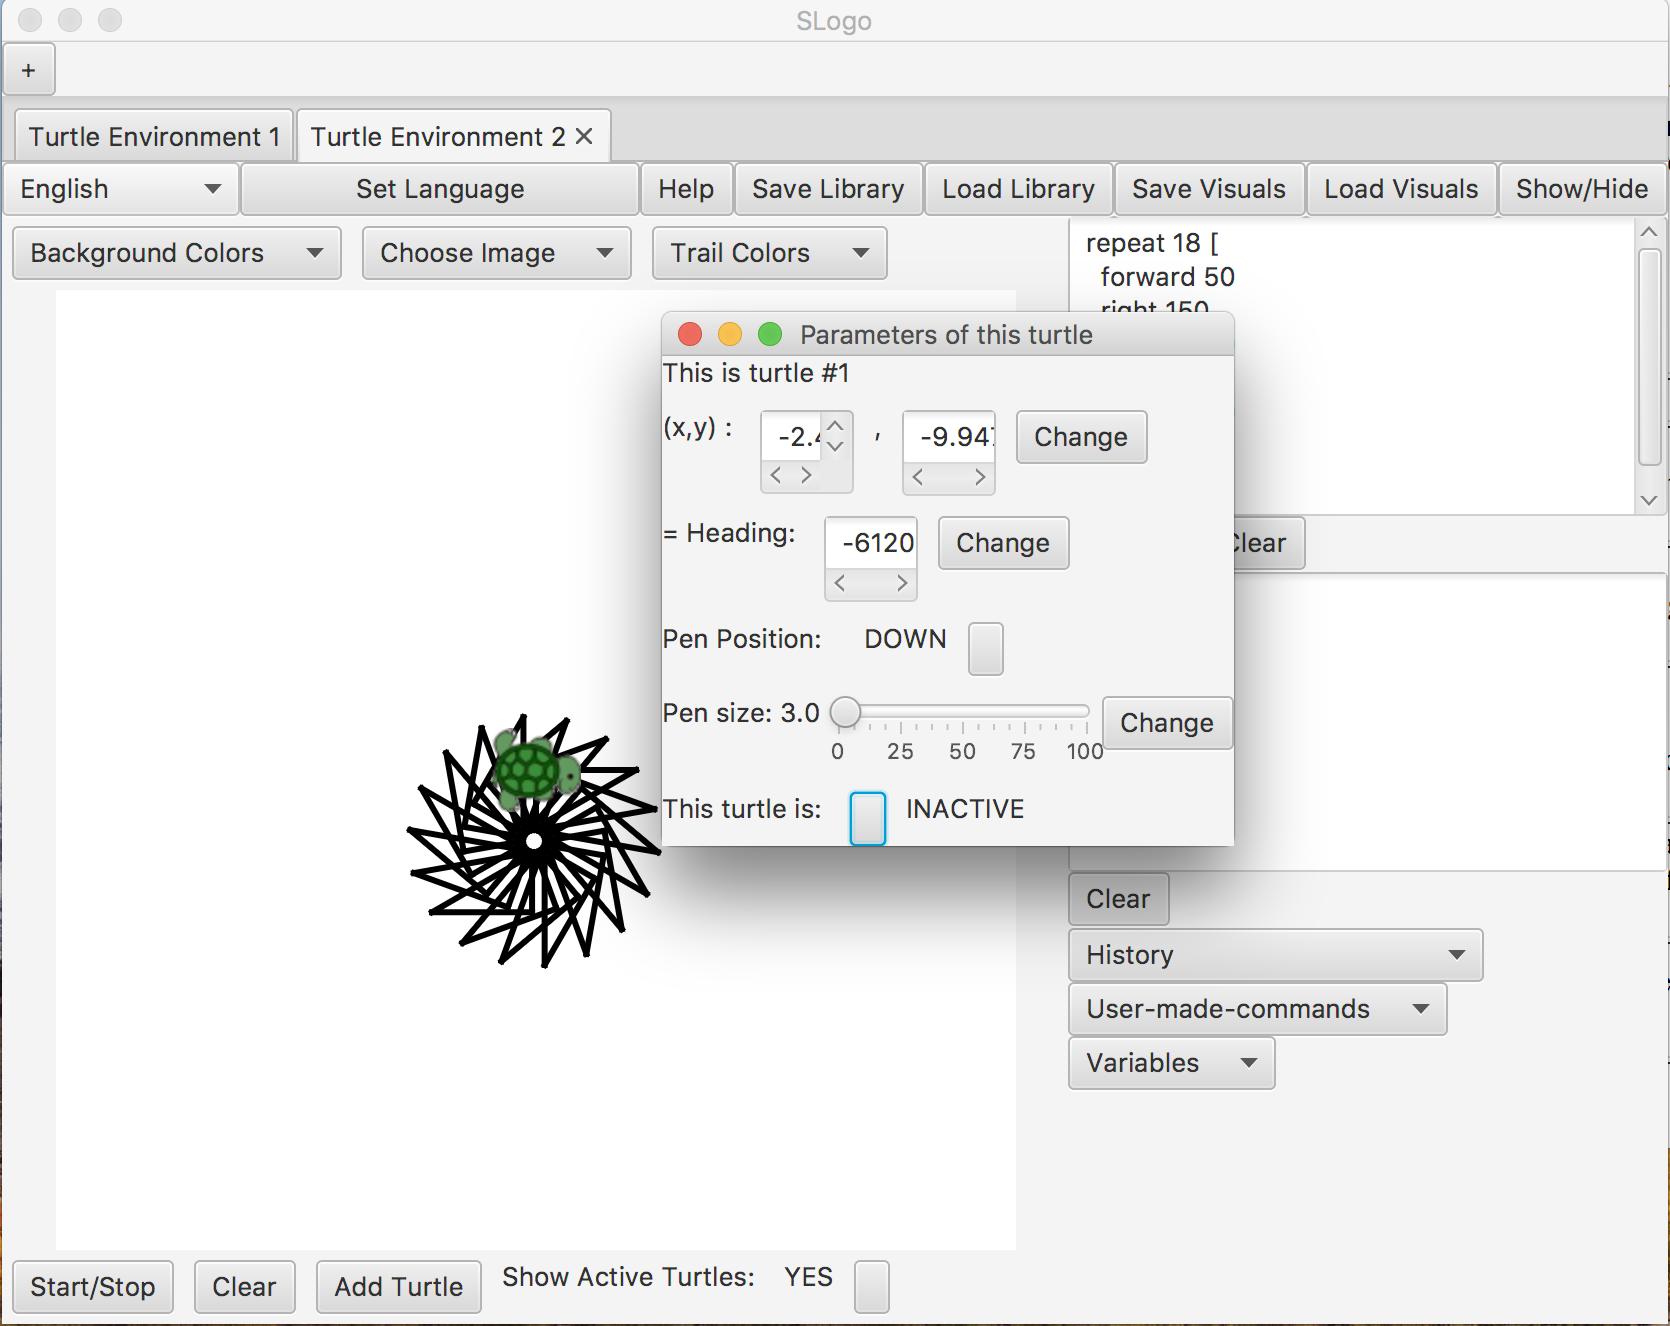 SLogo
+
Turtle Environment 1
Turtle Environment 2
English
Set Language
Help
Save Library
Load Library
Save Visuals
Load Visuals
Show/Hide
Background Colors
Choose Image
Trail Colors
repeat 18 [
forward 50
right 150
Parameters of this turtle
This is turtle #1
(x,y) :
-2.4
,
-9.947
Change
= Heading:
-6120
Change
Clear
Pen Position:
DOWN
Pen size: 3.0
0 25 50 75 100
Change
This turtle is:
INACTIVE
Clear
History
User-made-commands
Variables
Start/Stop
Clear
Add Turtle
Show Active Turtles:
YES